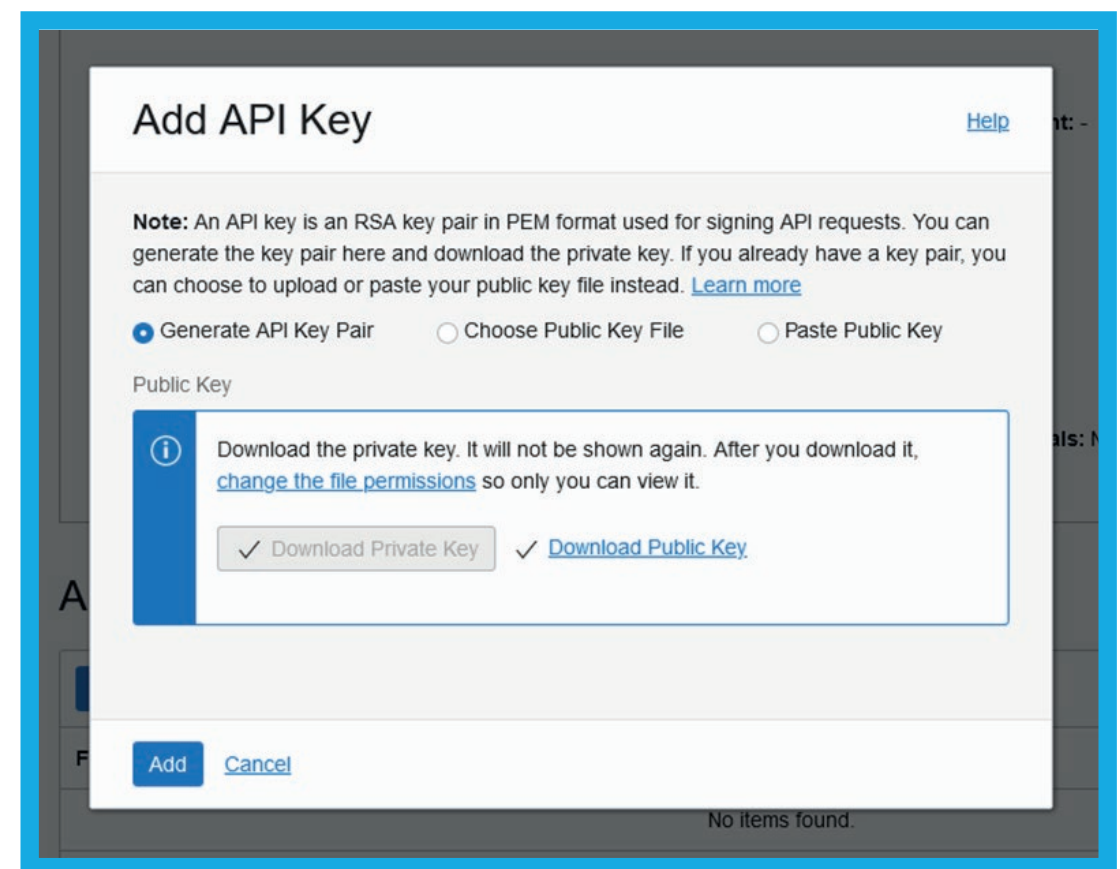 Add API Key
Help
nt: -
Note: An API key is an RSA key pair in PEM format used for signing API requests. You can
generate the key pair here and download the private key. If you already have a key pair, you
can choose to upload or paste your public key file instead. Learn more
Generate API Key Pair
Choose Public Key File
Paste Public Key
Public Key
Download the private key. It will not be shown again. After you download it,
change the file permissions so only you can view it.
als: N
Download Private Key
Download Public Key
A
F
Add
Cancel
No items found.